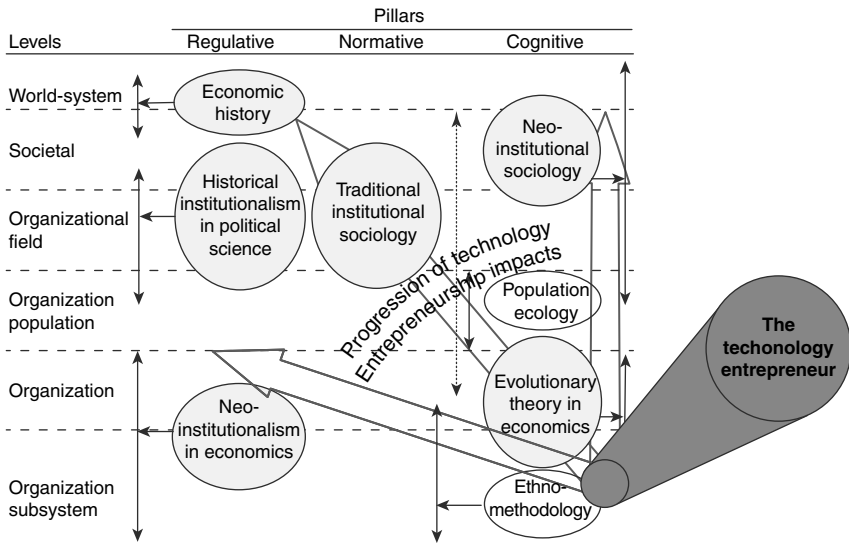 Pillars
Levels
Regulative
Normative
Cognitive
World-system
Societal
Organizational
field
Organization
population
Organization
Organization
subsystem
Economic
history
Historical
institutionalism
in political
science
Traditional
institutional
sociology
Neo-
institutional
sociology
Progression of technology
Entrepreneurship impacts
Population
ecology
Evolutionary
theory in
economics
Neo-
institutionalism
in economics
Ethno-
methodology
The
techonology
entrepreneur